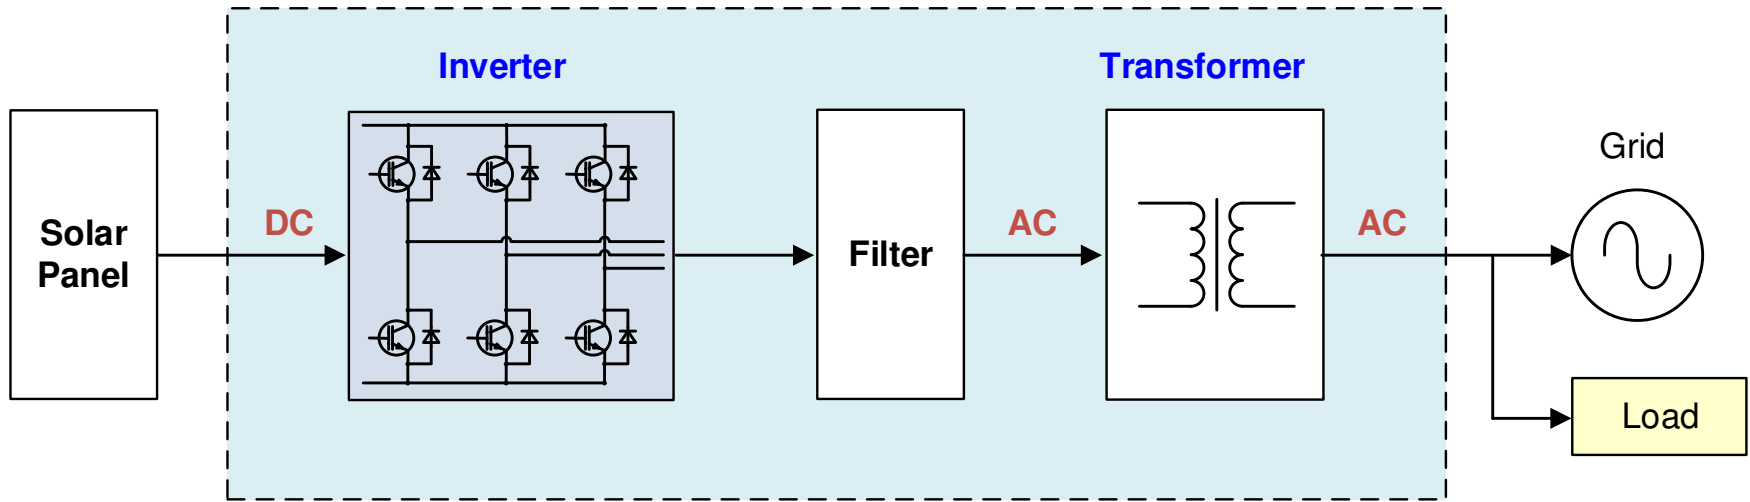 Inverter
Transformer
Solar
Panel
DC
Filter
AC
AC
Grid
Load